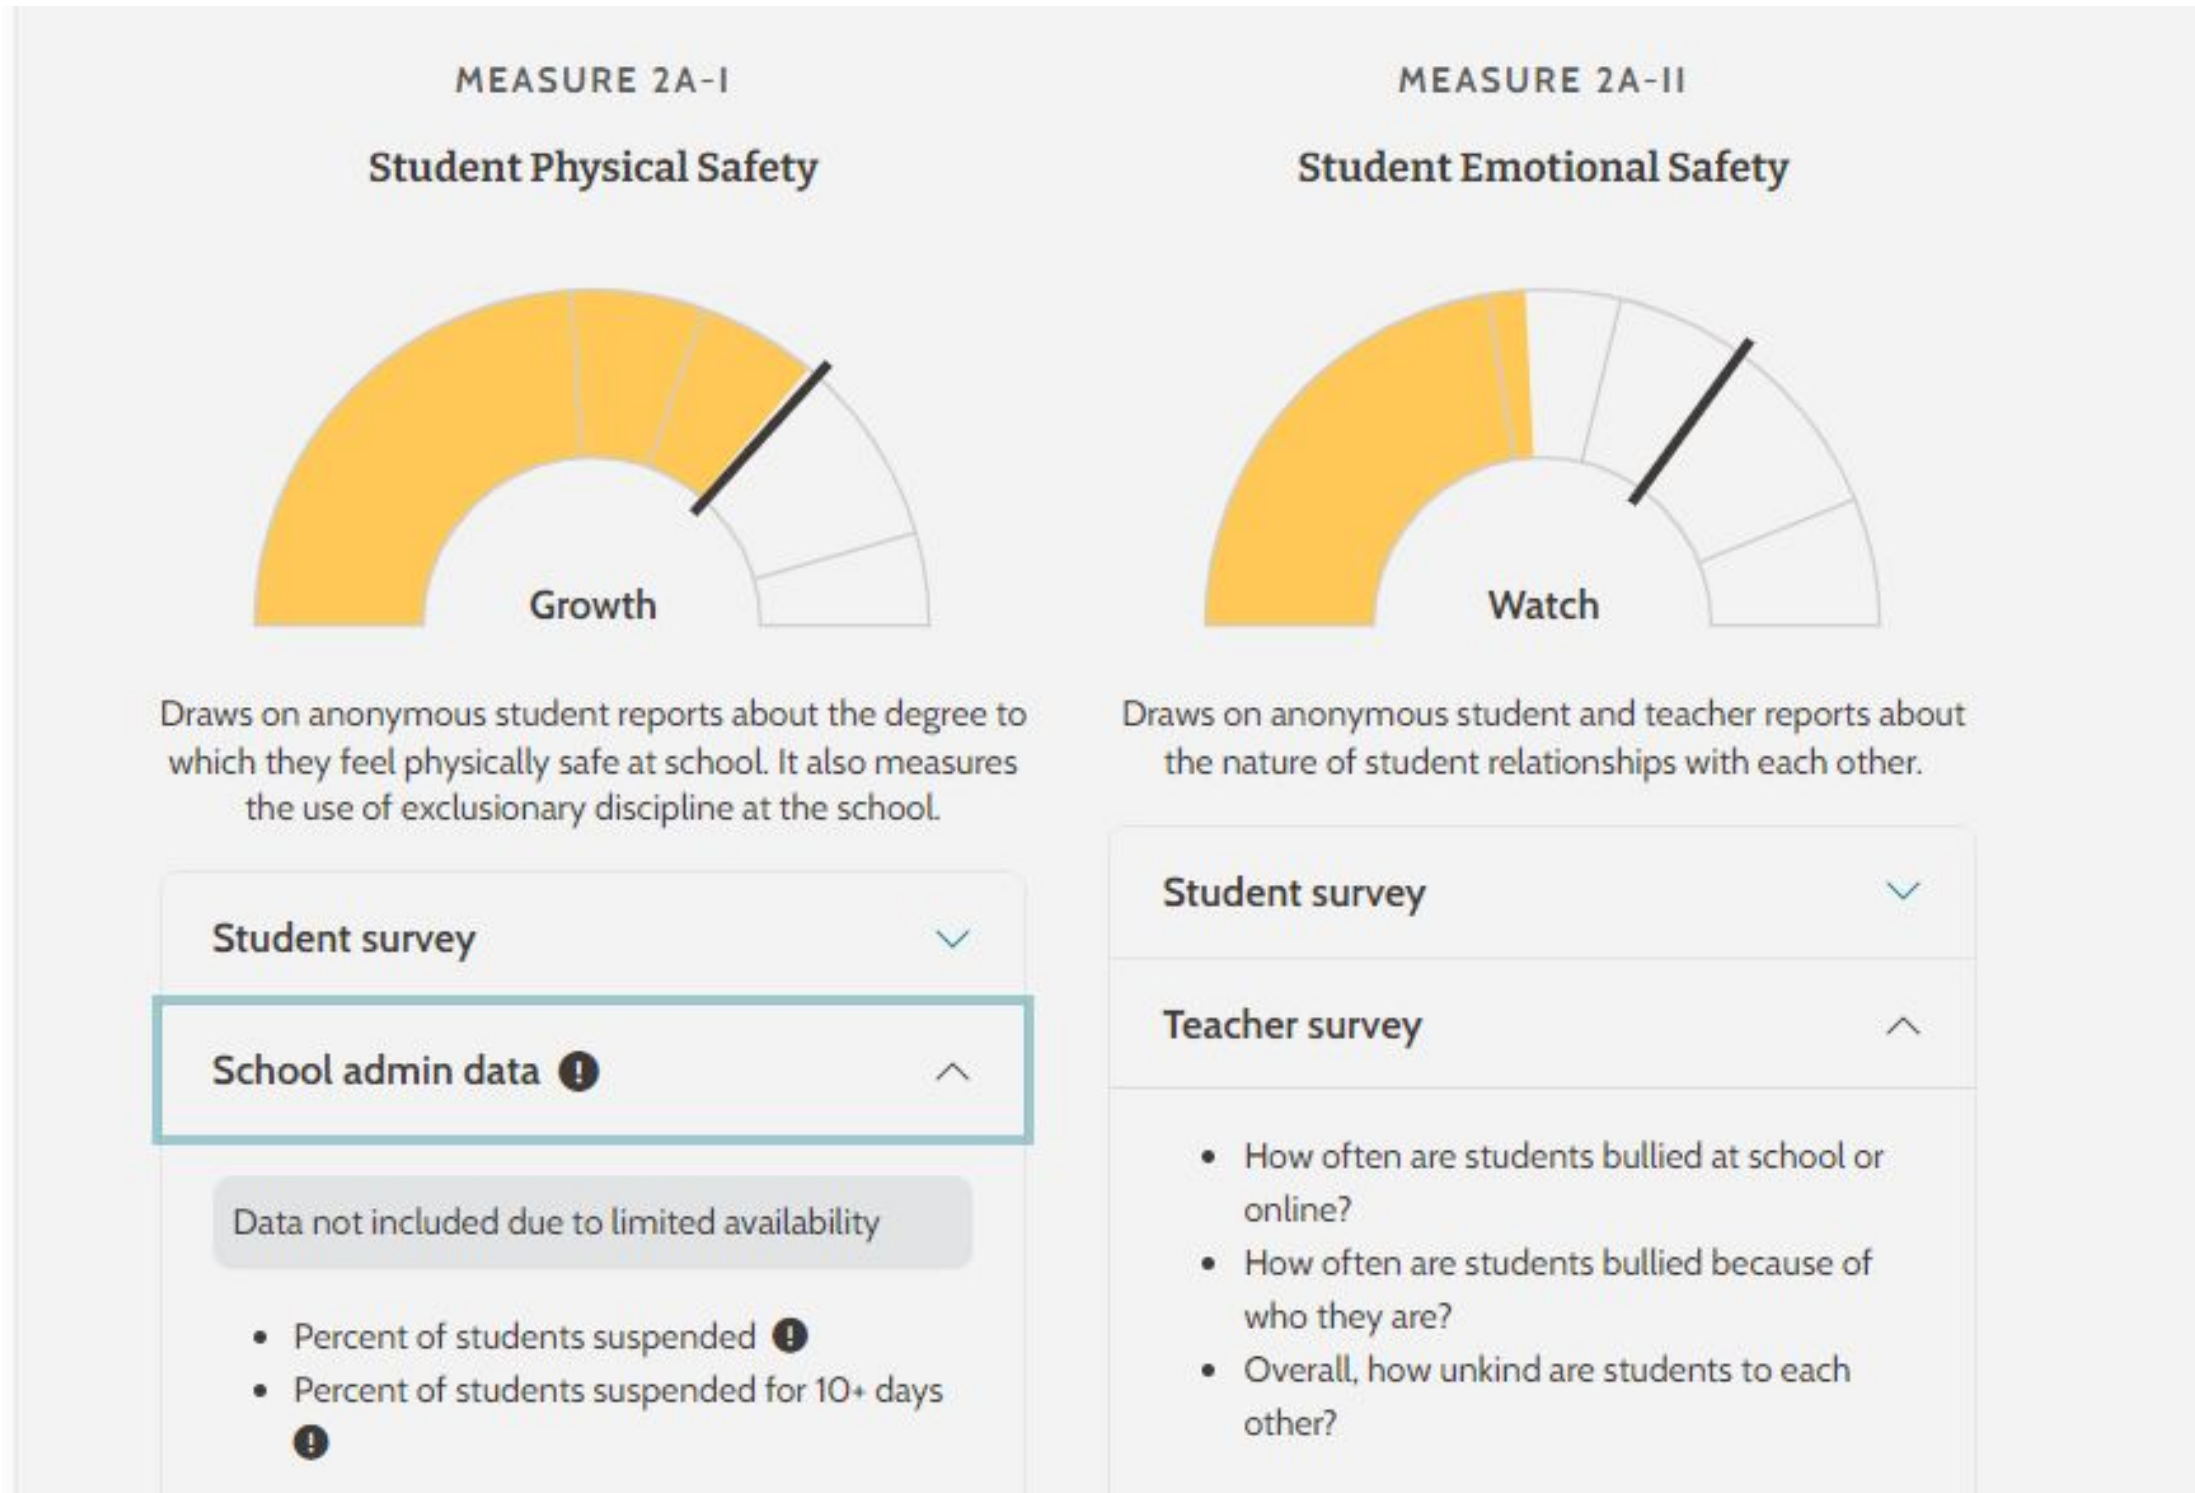 MEASURE 2A-I
Student Physical Safety
Growth
Draws on anonymous student reports about the degree to
which they feel physically safe at school. It also measures
the use of exclusionary discipline at the school.
Student survey
School admin data
Data not included due to limited availability
• Percent of students suspended
• Percent of students suspended for 10+ days
MEASURE 2A-II
Student Emotional Safety
Watch
Draws on anonymous student and teacher reports about
the nature of student relationships with each other.
Student survey
Teacher survey
• How often are students bullied at school or
online?
• How often are students bullied because of
who they are?
• Overall, how unkind are students to each
other?